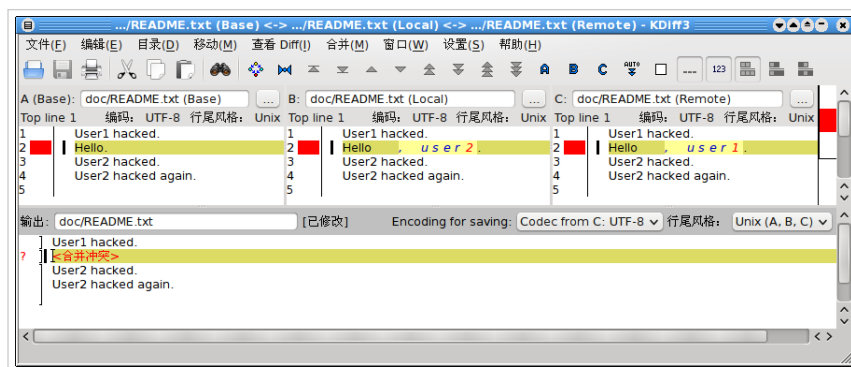 .../README.txt (Base) <-> .../README.txt (Local) <-> .../README.txt (Remote) - KDiff3
文件(F) 编辑(E) 目录(D) 移动(M) 查看 Diff(I) 合并(M) 窗口(W) 设置(S) 帮助(H)
A B C AUTO --- 123
A (Base): doc/README.txt (Base) ... B: doc/README.txt (Local) ... C: doc/README.txt (Remote) ...
Top line 1 编码: UTF-8 行尾风格: Unix Top line 1 编码: UTF-8 行尾风格: Unix Top line 1 编码: UTF-8 行尾风格: Unix
1 User1 hacked. 1 User1 hacked. 1 User1 hacked.
2 Hello. 2 Hello , user2. 2 Hello , user1.
3 User2 hacked. 3 User2 hacked. 3 User2 hacked.
4 User2 hacked again. 4 User2 hacked again. 4 User2 hacked again.
5 5 5
输出: doc/README.txt [已修改] Encoding for saving: Codec from C: UTF-8 行尾风格: Unix (A, B, C)
User1 hacked.
? <合并冲突>
User2 hacked.
User2 hacked again.